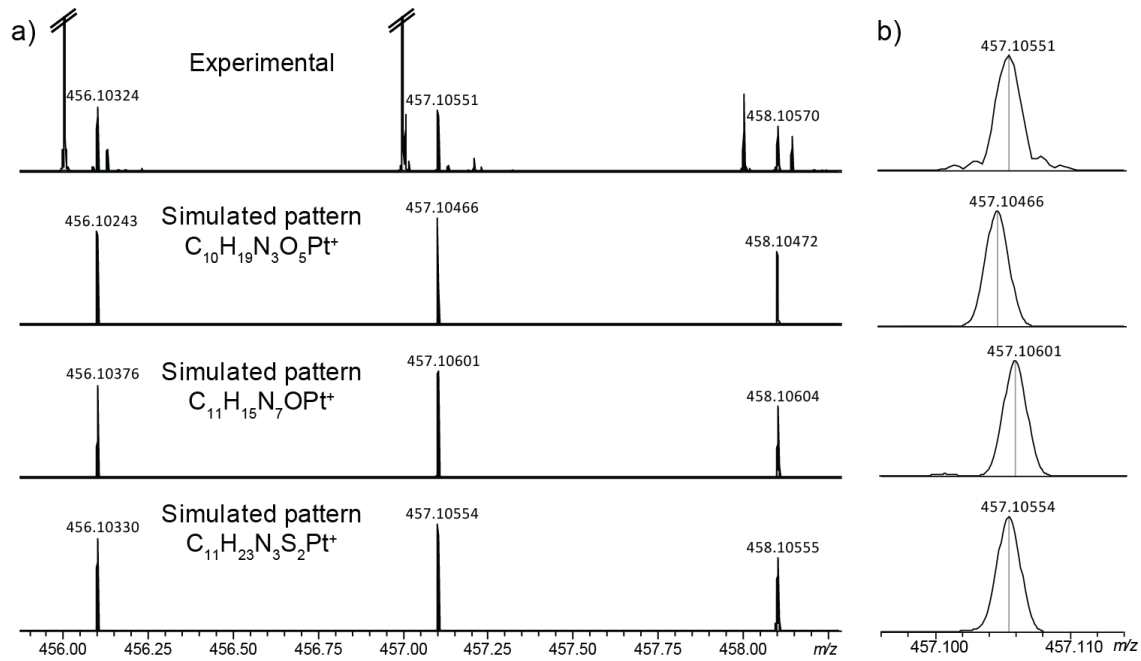 a)
b)
Experimental
456.10324
457.10551
458.10570
457.10551
Simulated pattern
C₁₀H₁₉N₃O₅Pt⁺
456.10243
457.10466
458.10472
457.10466
Simulated pattern
C₁₁H₁₅N₇OPt⁺
456.10376
457.10601
458.10604
457.10601
Simulated pattern
C₁₁H₂₃N₃S₂Pt⁺
456.10330
457.10554
458.10555
457.10554
456.00 456.25 456.50 456.75 457.00 457.25 457.50 457.75 458.00 m/z
457.100 457.110 m/z